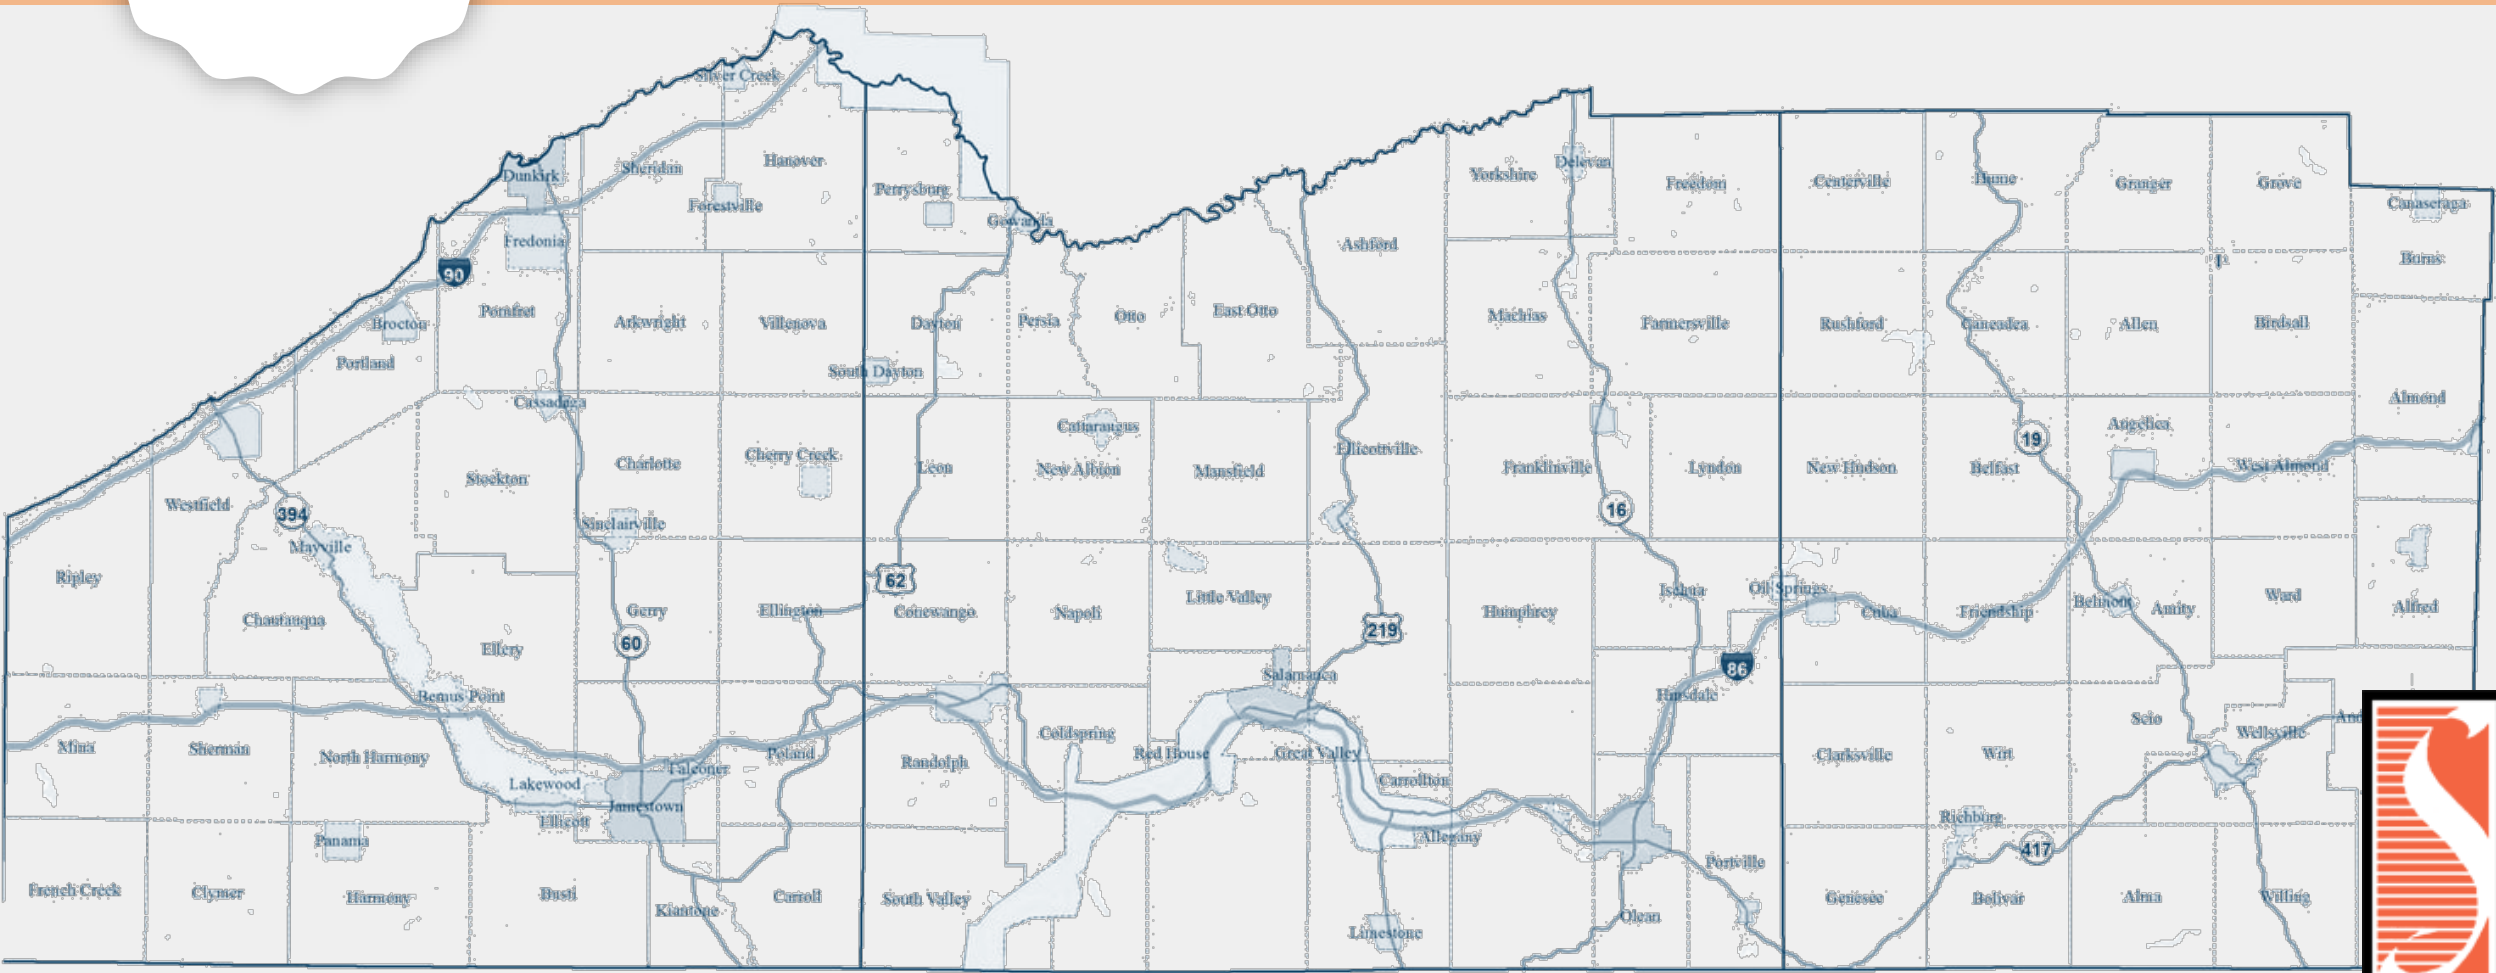 Silver Creek
Hanover
Sheridan
Dunkirk
Forestville
Perrysburg
Gowanda
Fredonia
90
Pomfret
Brocton
Portland
Arkwright
Villenova
Dayton
South Dayton
Persia
Otto
East Otto
Ashford
Yorkshire
Delevan
Freedom
Centerville
Hume
Granger
Grove
Canaseraga
Burns
Machias
Farmersville
Rushford
Caneadea
Allen
Birdsall
Almond
Cassadaga
Stockton
Charlotte
Cherry Creek
Leon
Cattaraugus
New Albion
Mansfield
Ellicottville
Franklinville
Lyndon
New Hudson
Belfast
19
Angelica
West Almond
Westfield
394
Mayville
Sinclairville
16
Ripley
Chautauqua
Ellery
Gerry
60
Ellington
62
Conewango
Napoli
Little Valley
219
Humphrey
Ischua
Oil Springs
Cuba
Friendship
Belmont
Amity
Ward
Alfred
Bemus Point
Salamanca
86
Hinsdale
Mina
Sherman
North Harmony
Lakewood
Falconer
Jamestown
Ellicott
Poland
Randolph
Coldspring
Red House
Great Valley
Carrollton
Allegany
Clarksville
Wirt
Scio
Wellsville
And
Richburg
417
Panama
French Creek
Clymer
Harmony
Busti
Kiantone
Carroll
South Valley
Limestone
Olean
Portville
Genesee
Bolivar
Alma
Willing